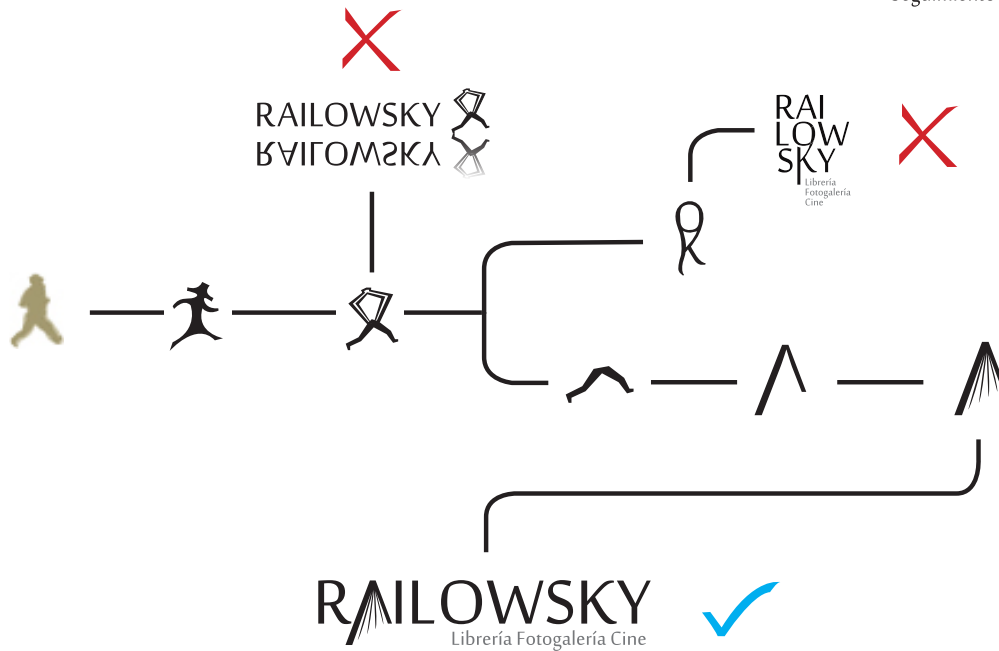 RAILOWSKY
RAILOWSKY
RAI
LOW
SKY
Librería
Fotogalería
Cine
RAILOWSKY
Librería Fotogalería Cine